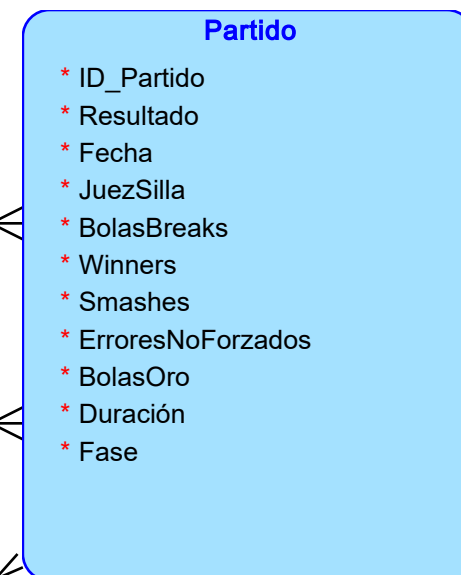 Partido
* ID_Partido
* Resultado
* Fecha
* JuezSilla
* BolasBreaks
* Winners
* Smashes
* ErroresNoForzados
* BolasOro
* Duración
* Fase